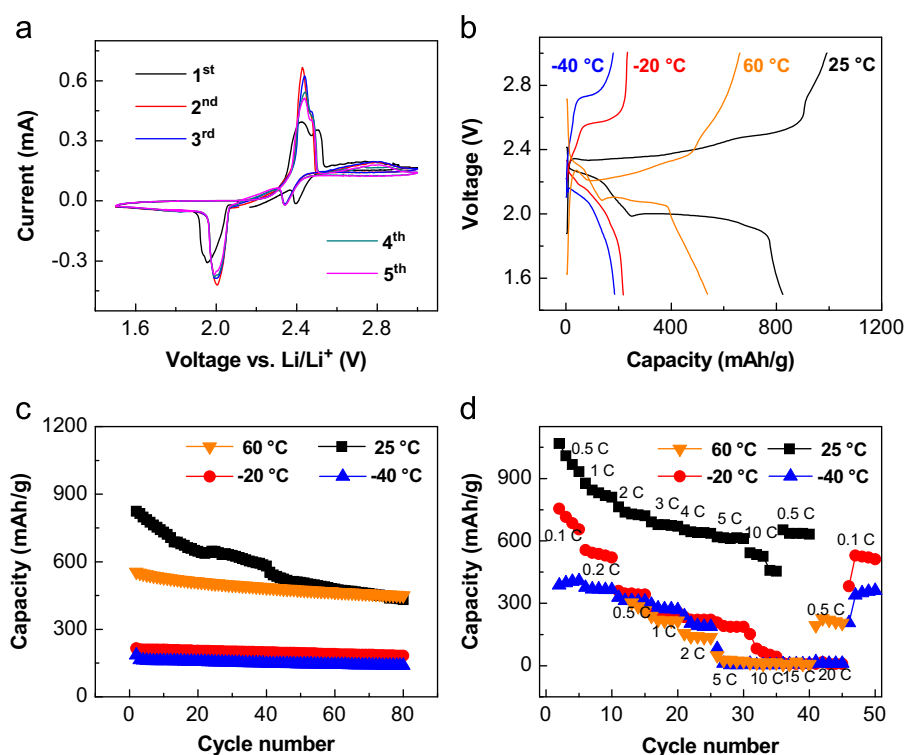 a
0.6
0.3
0.0
-0.3
Current (mA)
1st
2nd
3rd
4th
5th
1.6
2.0
2.4
2.8
Voltage vs. Li/Li+ (V)
b
2.8
2.4
2.0
1.6
Voltage (V)
-40 °C
-20 °C
60 °C
25 °C
0
400
800
1200
Capacity (mAh/g)
c
1200
900
600
300
0
Capacity (mAh/g)
60 °C
25 °C
-20 °C
-40 °C
0
20
40
60
80
Cycle number
d
900
600
300
0
Capacity (mAh/g)
60 °C
25 °C
-20 °C
-40 °C
0.5 C
1 C
2 C
3 C
4 C
5 C
10 C
0.5 C
0.1 C
0.2 C
0.5 C
1 C
2 C
5 C
10 C
15 C
20 C
0.5 C
0.1 C
0
10
20
30
40
50
Cycle number